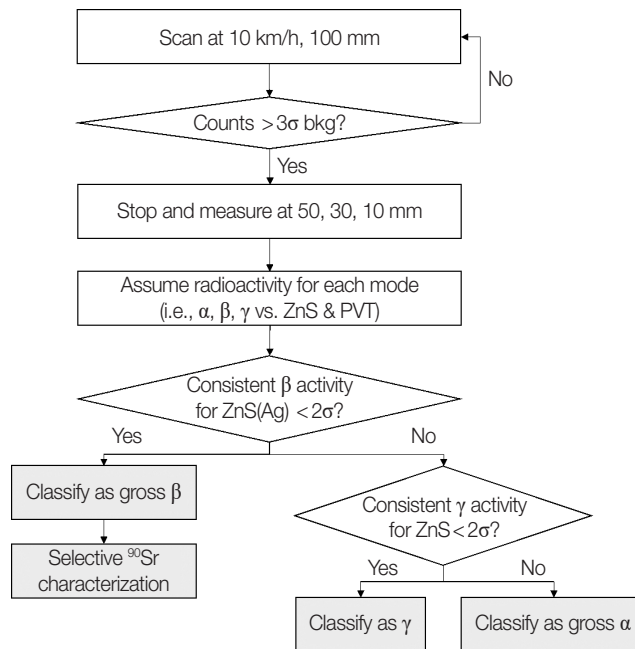 Scan at 10 km/h, 100 mm
No
Counts >3σ bkg?
Yes
Stop and measure at 50, 30, 10 mm
Assume radioactivity for each mode
(i.e., α, β, γ vs. ZnS & PVT)
Consistent β activity
for ZnS(Ag) <2σ?
Yes
No
Classify as gross β
Consistent γ activity
for ZnS<2σ?
Selective ⁹⁰Sr
characterization
Yes
No
Classify as γ
Classify as gross α